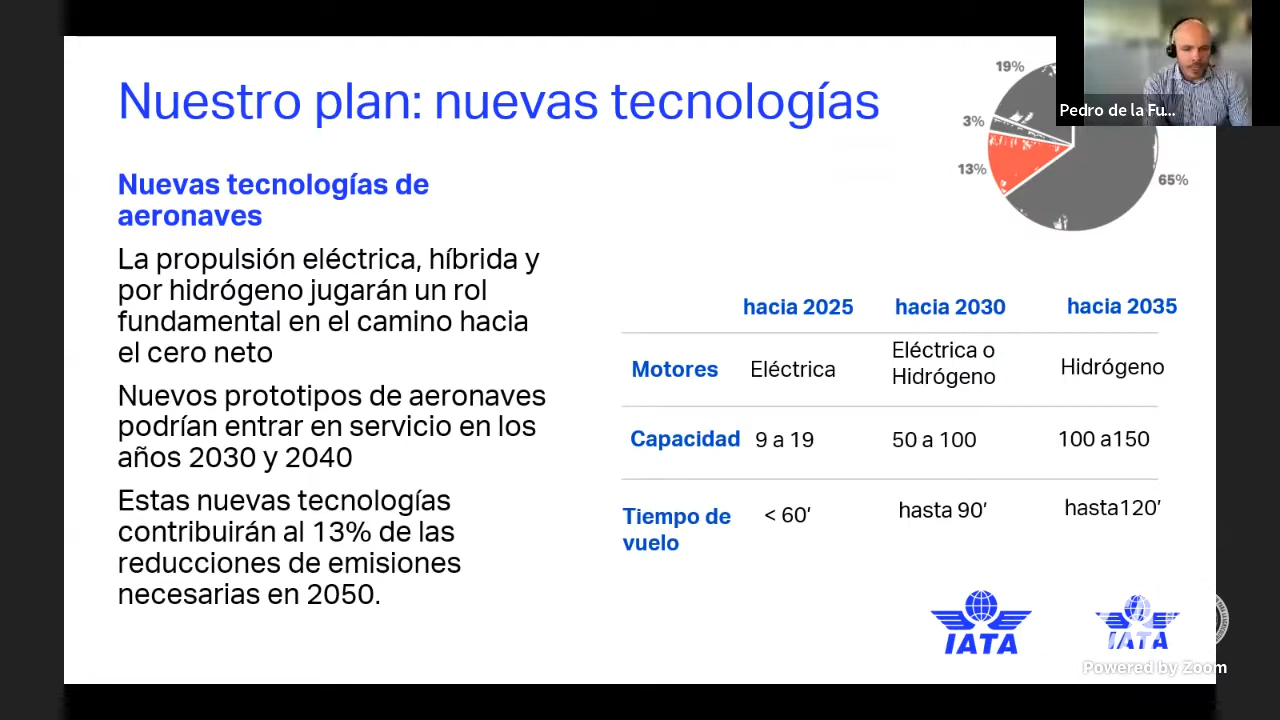 Nuestro plan: nuevas tecnologías
19%
3%
13%
65%
Pedro de la Fu...
Nuevas tecnologías de
aeronaves
La propulsión eléctrica, híbrida y
por hidrógeno jugarán un rol
fundamental en el camino hacia
el cero neto
Nuevos prototipos de aeronaves
podrían entrar en servicio en los
años 2030 y 2040
Estas nuevas tecnologías
contribuirán al 13% de las
reducciones de emisiones
necesarias en 2050.
hacia 2025 hacia 2030 hacia 2035
Motores Eléctrica Eléctrica o Hidrógeno Hidrógeno
Capacidad 9 a 19 50 a 100 100 a150
Tiempo de vuelo < 60’ hasta 90’ hasta120’
IATA
IATA
Powered by Zoom